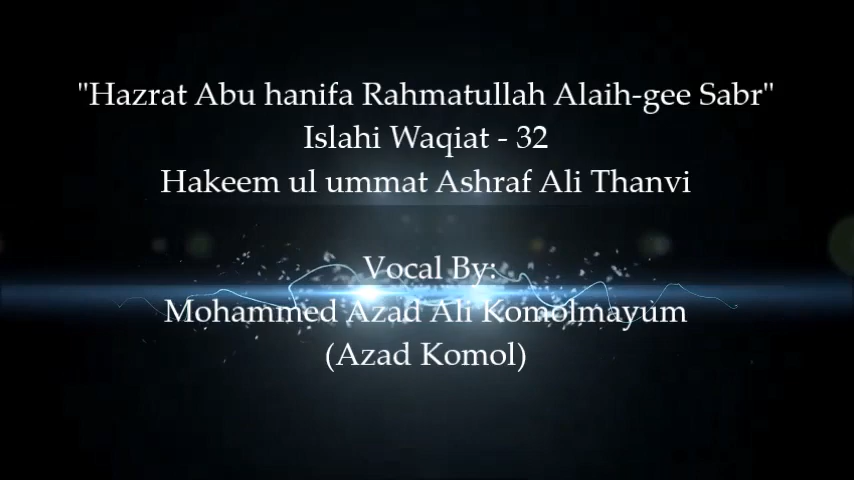 "Hazrat Abu hanifa Rahmatullah Alaih-gee Sabr"
Islahi Waqiat - 32
Hakeem ul ummat Ashraf Ali Thanvi
Vocal By:
Mohammed Azad Ali Komolmayum
(Azad Komol)